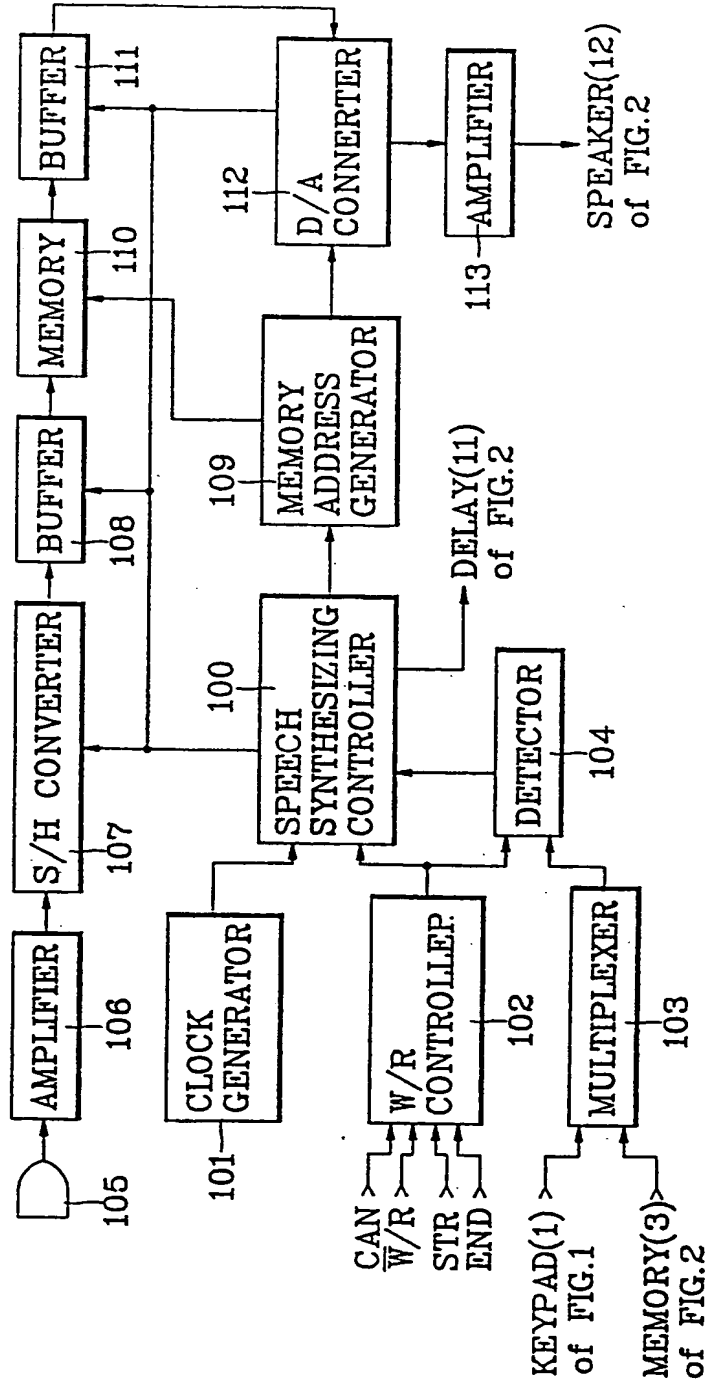 105
AMPLIFIER
106
S/H CONVERTER
107
BUFFER
108
MEMORY
110
BUFFER
111
CLOCK
GENERATOR
101
100
SPEECH
SYNTHESIZING
CONTROLLER
109
MEMORY
ADDRESS
GENERATOR
112
D/A
CONNERTER
CAN
W̅/R
STR
END
W/R
CONTROLLEP.
102
DETECTOR
104
DELAY(11)
of FIG.2
113
AMPLIFIER
KEYPAD(1)
of FIG.1
MEMORY(3)
of FIG.2
MULTIPLEXER
103
SPEAKER(12)
of FIG.2